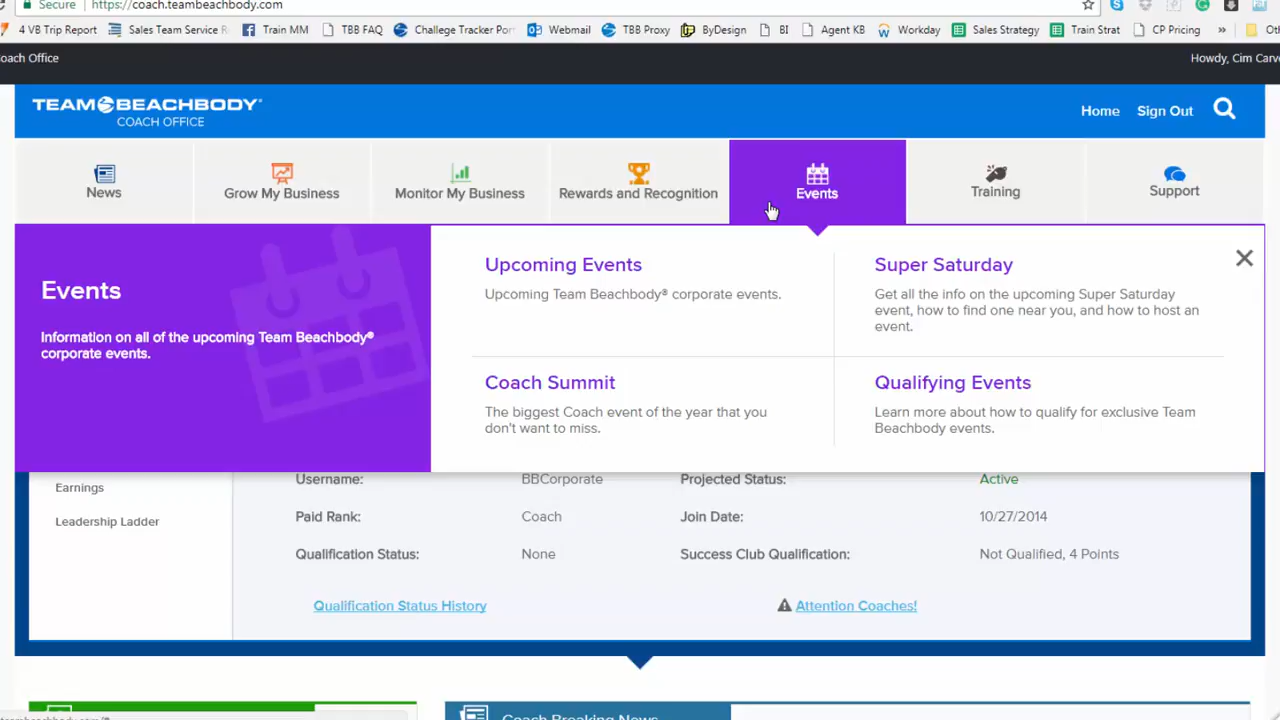 Secure
https://coach.teambeachbody.com
4 VB Trip Report
Sales Team Service R
Train MM
TBB FAQ
Challege Tracker Por
Webmail
TBB Proxy
ByDesign
BI
Agent KB
Workday
Sales Strategy
Train Strat
CP Pricing
»
Coach Office
Howdy, Cim Carve
TEAM BEACHBODY®
COACH OFFICE
Home
Sign Out
News
Grow My Business
Monitor My Business
Rewards and Recognition
Events
Training
Support
Events
Information on all of the upcoming Team Beachbody®
corporate events.
Upcoming Events
Upcoming Team Beachbody® corporate events.
Super Saturday
Get all the info on the upcoming Super Saturday
event, how to find one near you, and how to host an
event.
Coach Summit
The biggest Coach event of the year that you
don't want to miss.
Qualifying Events
Learn more about how to qualify for exclusive Team
Beachbody events.
Earnings
Leadership Ladder
Username:
BBCorporate
Projected Status:
Active
Paid Rank:
Coach
Join Date:
10/27/2014
Qualification Status:
None
Success Club Qualification:
Not Qualified, 4 Points
Qualification Status History
Attention Coaches!
Coach Breaking News